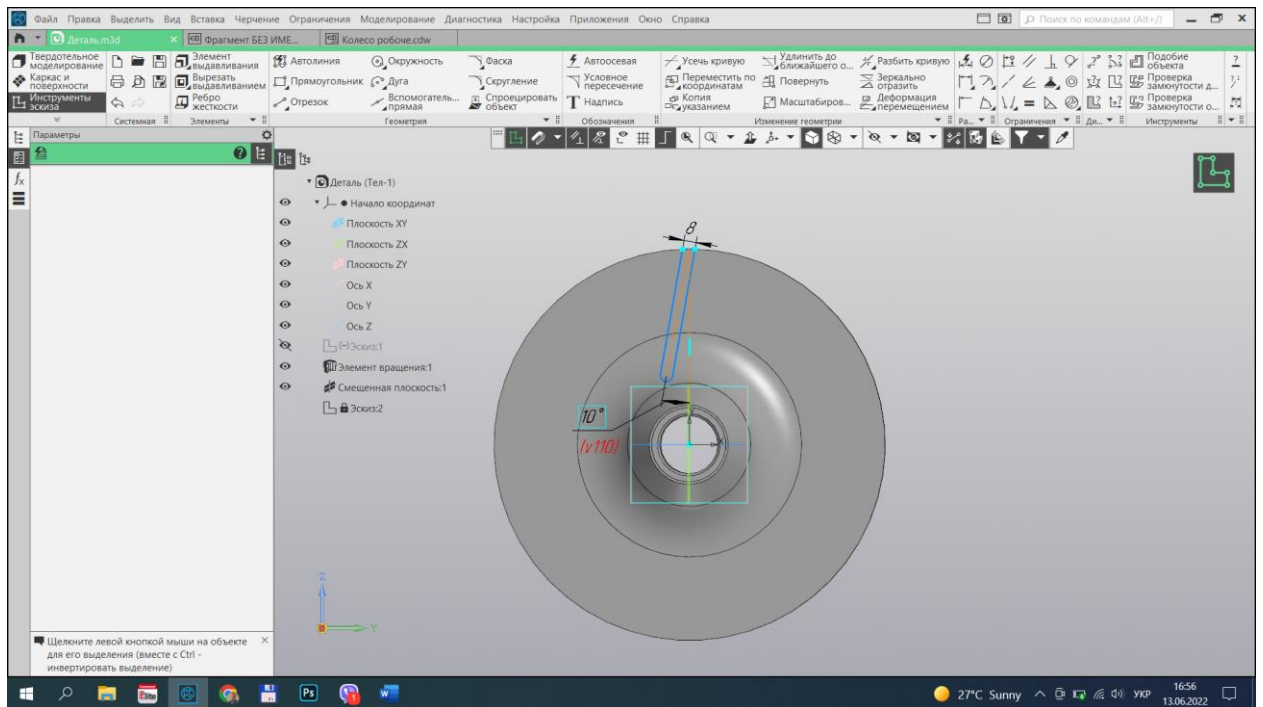 Файл Правка Выделить Вид Вставка Черчение Ограничения Моделирование Диагностика Настройка Приложения Окно Справка
Поиск по командам (Alt+/)
Деталь.m3d
Фрагмент БЕЗ ИМЕ...
Колесо робоче.cdw
Твердотельное моделирование
Каркас и поверхности
Инструменты эскиза
Системная
Элемент выдавливания
Вырезать выдавливанием
Ребро жесткости
Элементы
Автолиния
Окружность
Фаска
Прямоугольник
Дуга
Скругление
Отрезок
Вспомогатель... прямая
Спроецировать объект
Геометрия
Автоосевая
Условное пересечение
Надпись
Обозначения
Усечь кривую
Удлинить до ближайшего о...
Разбить кривую
Переместить по координатам
Повернуть
Зеркально отразить
Копия указанием
Масштабиров...
Деформация перемещением
Изменение геометрии
Ра...
Ограничения
Ди...
Подобие объекта
Проверка замкнутости д...
Проверка замкнутости о...
Инструменты
Параметры
Деталь (Тел-1)
Начало координат
Плоскость XY
Плоскость ZX
Плоскость ZY
Ось X
Ось Y
Ось Z
(-)Эскиз:1
Элемент вращения:1
Смещенная плоскость:1
Эскиз:2
8
10°
(v110)
X
Z
Y
Щелкните левой кнопкой мыши на объекте
для его выделения (вместе с Ctrl -
инвертировать выделение)
Elite
Ps
27°C Sunny
УКР
16:56
13.06.2022